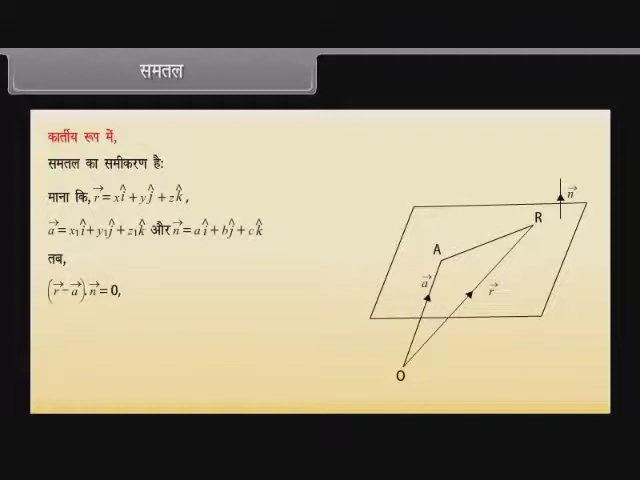 समतल
कार्तीय रूप में,
समतल का समीकरण है:
माना कि, r⃗ = xî + yĵ + zk̂ ,
a⃗ = x₁î + y₁ĵ + z₁k̂ और n⃗ = aî + bĵ + ck̂
तब,
(r⃗ − a⃗).n⃗ = 0,
n⃗
R
A
a⃗
r⃗
O